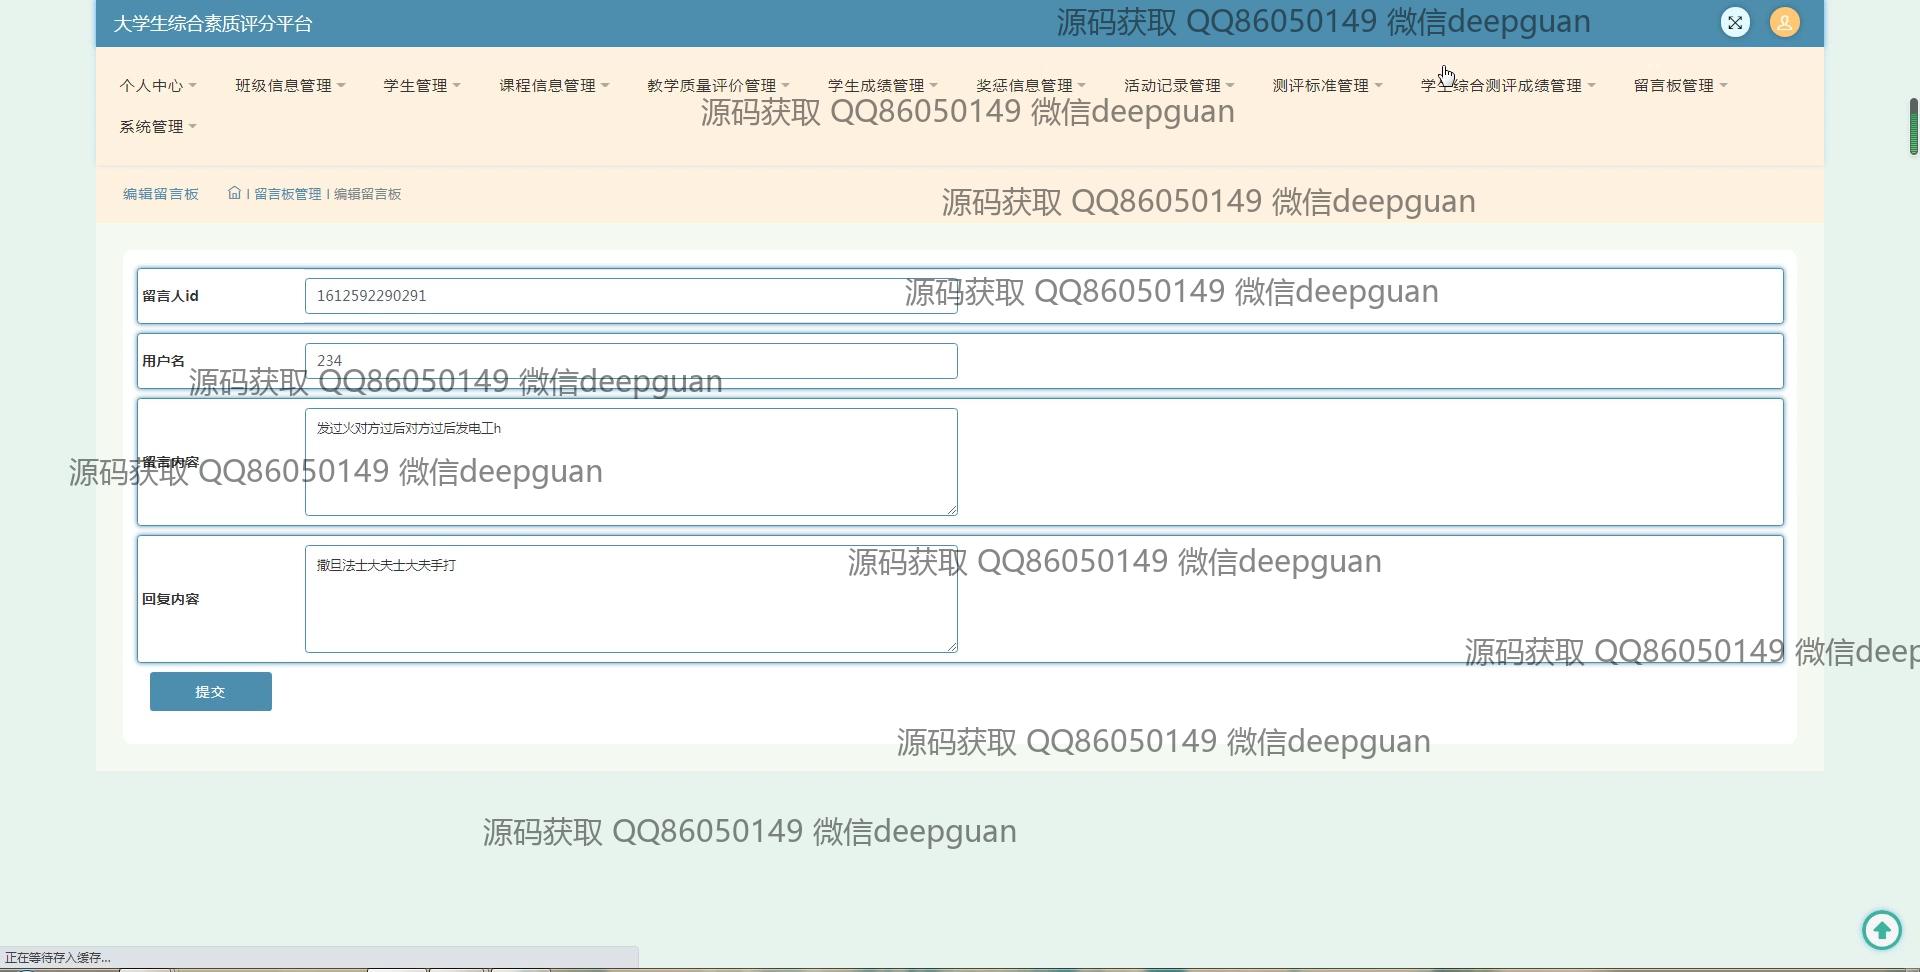 大学生综合素质评分平台
源码获取 QQ86050149 微信deepguan
个人中心 班级信息管理 学生管理 课程信息管理 教学质量评价管理 学生成绩管理 奖惩信息管理 活动记录管理 测评标准管理 学生综合测评成绩管理 留言板管理
源码获取 QQ86050149 微信deepguan
系统管理
编辑留言板 | 留言板管理 | 编辑留言板
源码获取 QQ86050149 微信deepguan
留言人id 1612592290291
源码获取 QQ86050149 微信deepguan
用户名 234
源码获取 QQ86050149 微信deepguan
发过火对方过后对方过后发电工h
留言内容
源码获取 QQ86050149 微信deepguan
撒旦法士大夫士大夫手打
源码获取 QQ86050149 微信deepguan
回复内容
源码获取 QQ86050149 微信deep
提交
源码获取 QQ86050149 微信deepguan
源码获取 QQ86050149 微信deepguan
正在等待存入缓存...